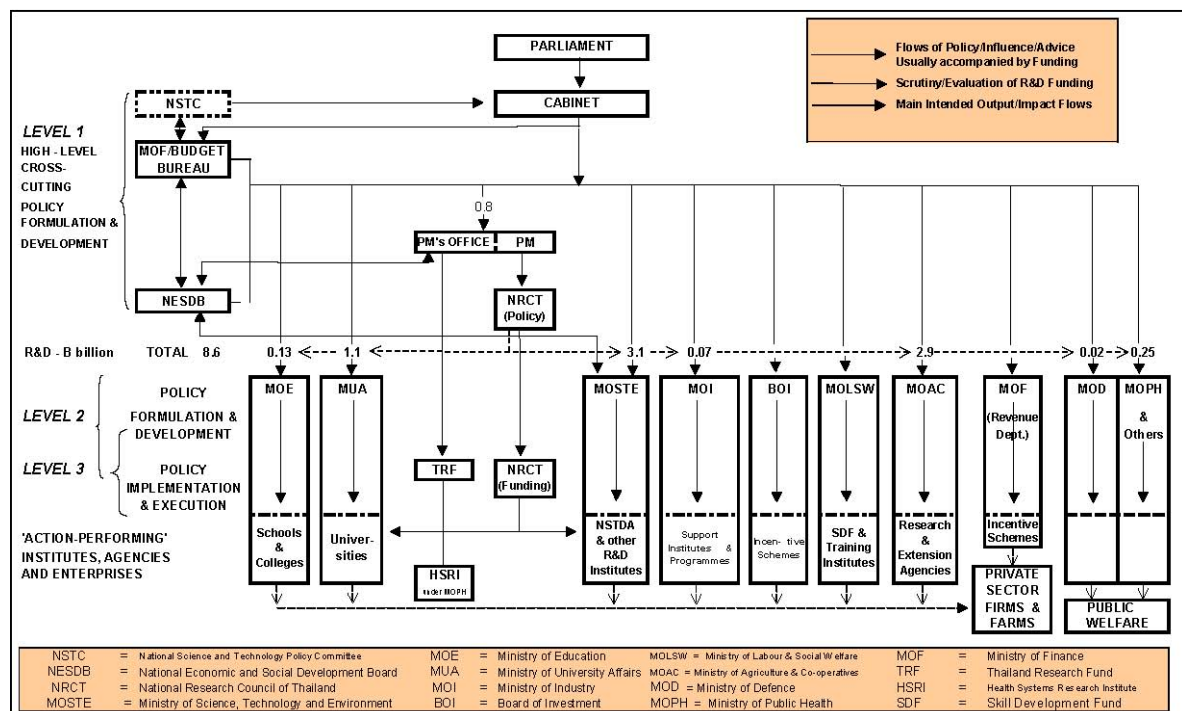 PARLIAMENT
Flows of Policy/Influence/Advice
Usually accompanied by Funding
Scrutiny/Evaluation of R&D Funding
Main Intended Output/Impact Flows
NSTC
CABINET
LEVEL 1
HIGH - LEVEL
CROSS-
CUTTING
POLICY
FORMULATION &
DEVELOPMENT
MOF/BUDGET
BUREAU
0.8
PM's OFFICE
PM
NESDB
NRCT
(Policy)
R&D - B billion TOTAL 8.6 0.13 1.1 3.1 0.07 2.9 0.02 0.25
LEVEL 2
POLICY
FORMULATION &
DEVELOPMENT
LEVEL 3
POLICY
IMPLEMENTATION
& EXECUTION
'ACTION-PERFORMING'
INSTITUTES, AGENCIES
AND ENTERPRISES
MOE
Schools
&
Colleges
MUA
Univer-
sities
TRF
HSRI
under MOPH
NRCT
(Funding)
MOSTE
NSTDA
& other
R&D
Institutes
MOI
Support
Institutes &
Programmes
BOI
Incen- tive
Schemes
MOLSW
SDF &
Training
Institutes
MOAC
Research
&
Extension
Agencies
MOF
(Revenue
Dept.)
Incentive
Schemes
PRIVATE
SECTOR
FIRMS &
FARMS
MOD
MOPH
&
Others
PUBLIC
WELFARE
NSTC = National Science and Technology Policy Committee
NESDB = National Economic and Social Development Board
NRCT = National Research Council of Thailand
MOSTE = Ministry of Science, Technology and Environment
MOE = Ministry of Education
MUA = Ministry of University Affairs
MOI = Ministry of Industry
BOI = Board of Investment
MOLSW = Ministry of Labour & Social Welfare
MOAC = Ministry of Agriculture & Co-operatives
MOD = Ministry of Defence
MOPH = Ministry of Public Health
MOF = Ministry of Finance
TRF = Thailand Research Fund
HSRI = Health Systems Research Institute
SDF = Skill Development Fund